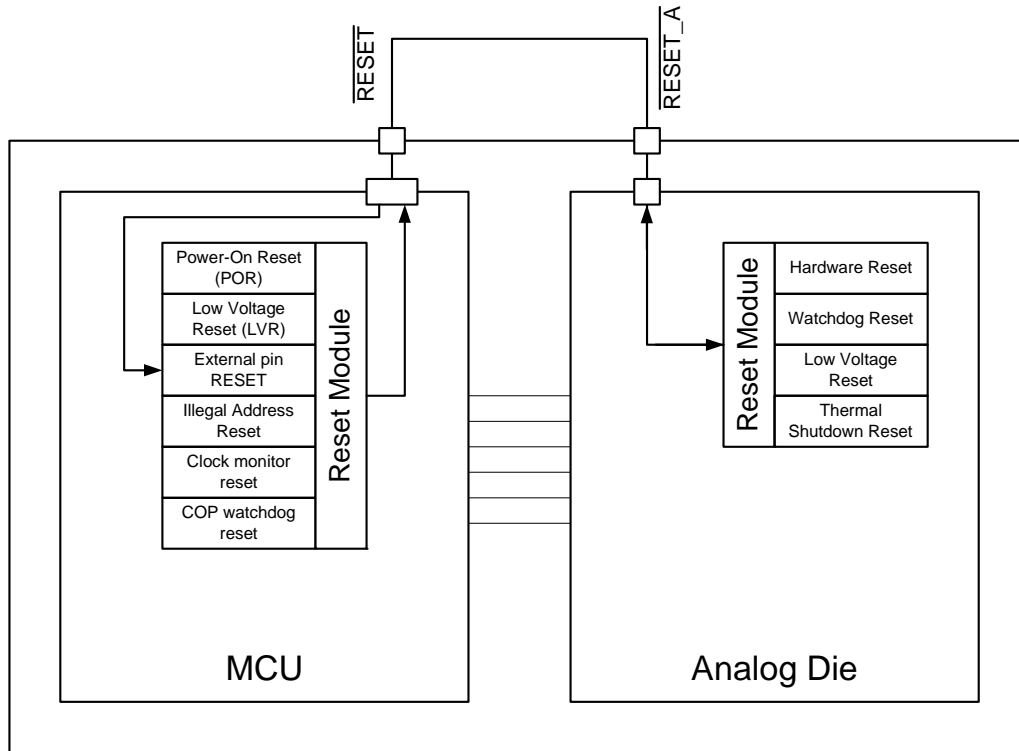 RESET
RESET_A
Power-On Reset
(POR)
Low Voltage
Reset (LVR)
External pin
RESET
Illegal Address
Reset
Clock monitor
reset
COP watchdog
reset
Reset Module
MCU
Reset Module
Hardware Reset
Watchdog Reset
Low Voltage
Reset
Thermal
Shutdown Reset
Analog Die